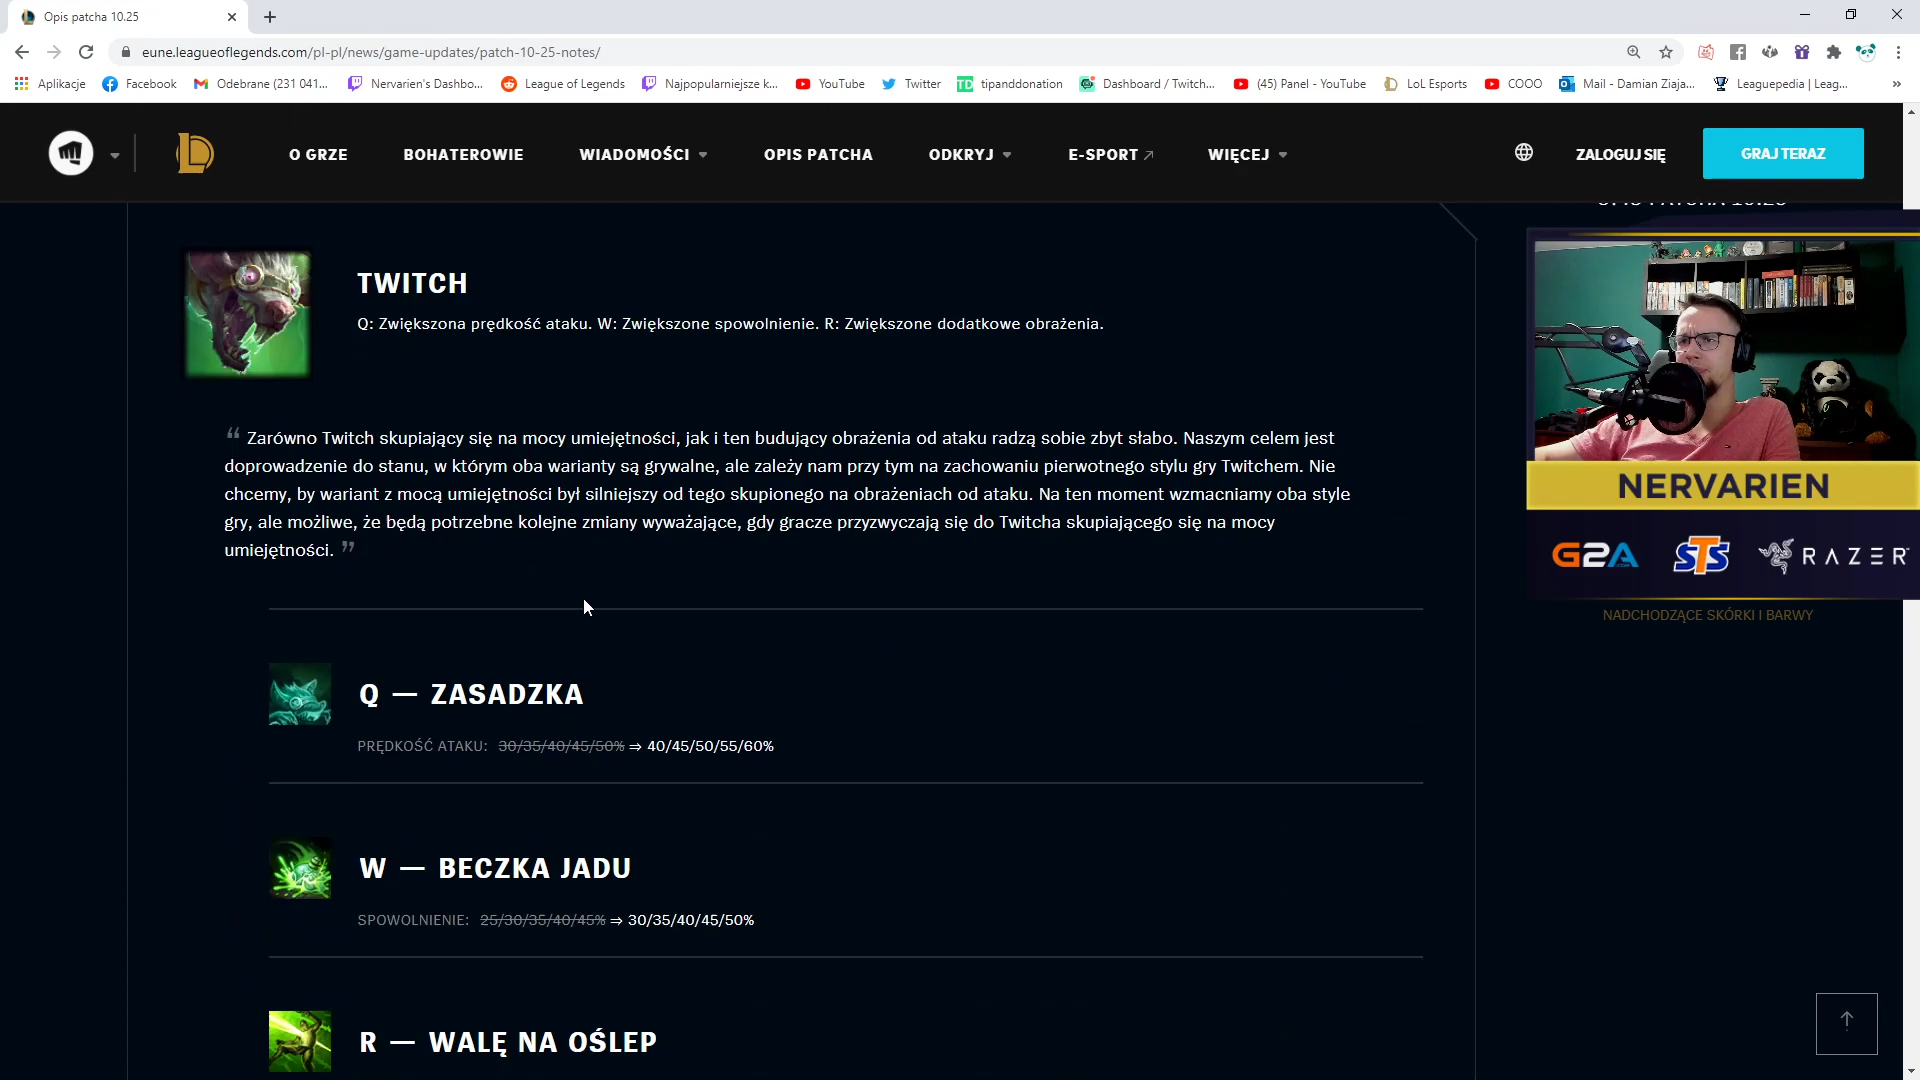 Opis patcha 10.25
eune.leagueoflegends.com/pl-pl/news/game-updates/patch-10-25-notes/
Aplikacje Facebook Odebrane (231 041... Nervarien's Dashbo... League of Legends Najpopularniejsze k... YouTube Twitter tipanddonation Dashboard / Twitch... (45) Panel - YouTube LoL Esports COOO Mail - Damian Ziaja... Leaguepedia | Leag...
O GRZE BOHATEROWIE WIADOMOŚCI OPIS PATCHA ODKRYJ E-SPORT WIĘCEJ ZALOGUJ SIĘ GRAJ TERAZ
TWITCH
Q: Zwiększona prędkość ataku. W: Zwiększone spowolnienie. R: Zwiększone dodatkowe obrażenia.
“ Zarówno Twitch skupiający się na mocy umiejętności, jak i ten budujący obrażenia od ataku radzą sobie zbyt słabo. Naszym celem jest
doprowadzenie do stanu, w którym oba warianty są grywalne, ale zależy nam przy tym na zachowaniu pierwotnego stylu gry Twitchem. Nie
chcemy, by wariant z mocą umiejętności był silniejszy od tego skupionego na obrażeniach od ataku. Na ten moment wzmacniamy oba style
gry, ale możliwe, że będą potrzebne kolejne zmiany wyważające, gdy gracze przyzwyczają się do Twitcha skupiającego się na mocy
umiejętności. ”
Q — ZASADZKA
PRĘDKOŚĆ ATAKU: 30/35/40/45/50% ⇒ 40/45/50/55/60%
W — BECZKA JADU
SPOWOLNIENIE: 25/30/35/40/45% ⇒ 30/35/40/45/50%
R — WALĘ NA OŚLEP
NERVARIEN
G2A STS RAZER
NADCHODZĄCE SKÓRKI I BARWY